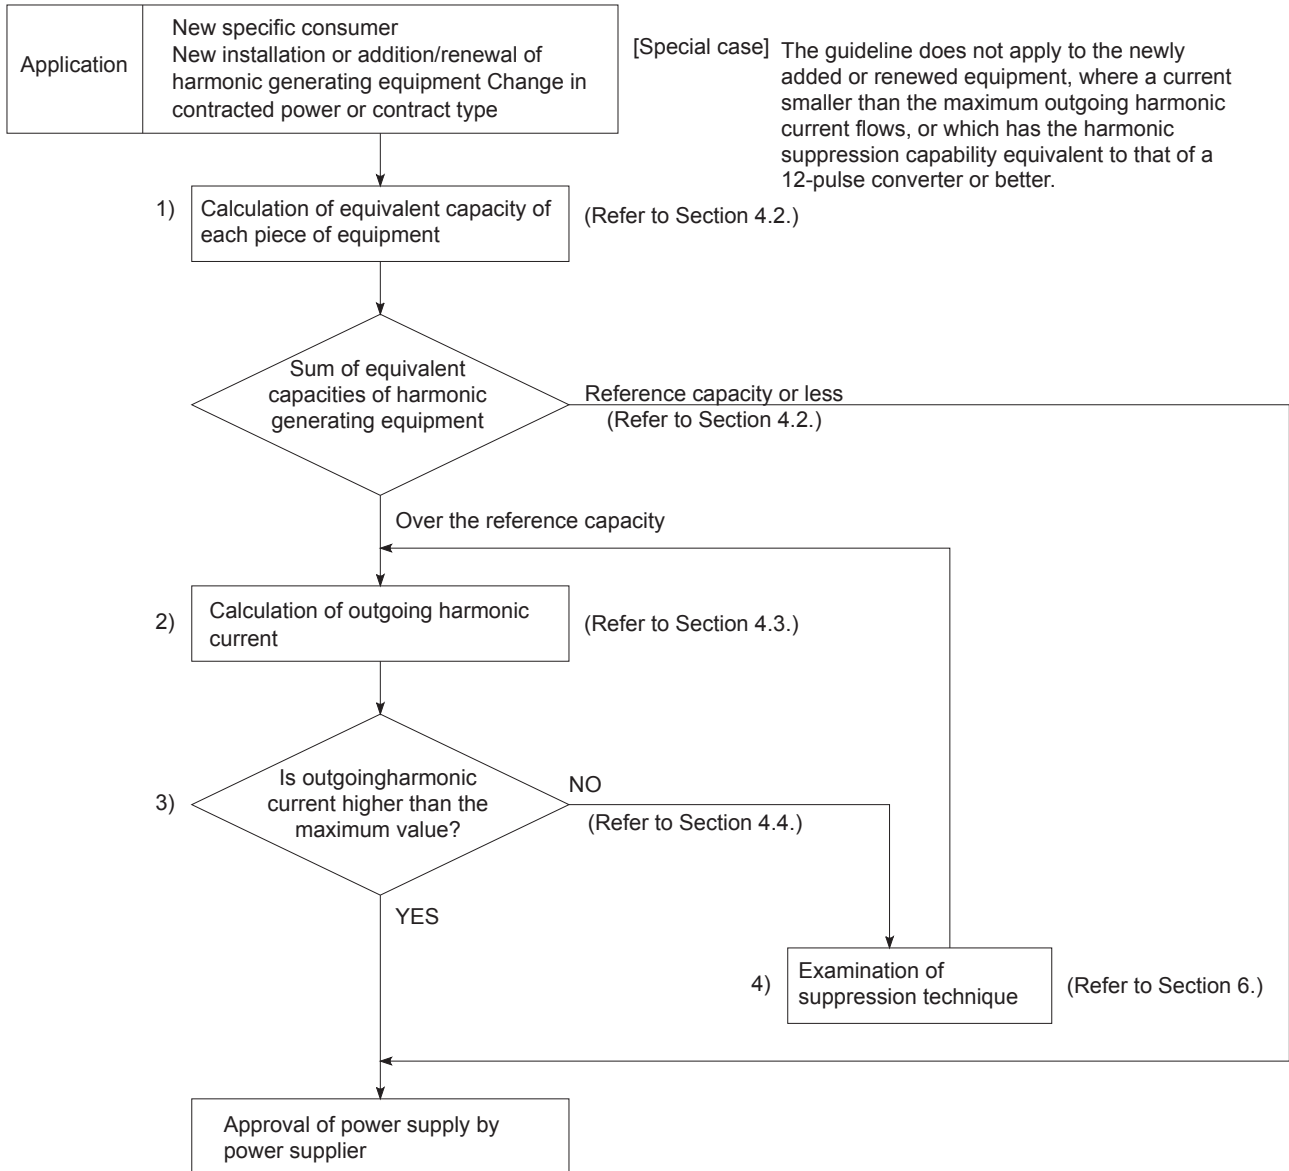 Application
New specific consumer
New installation or addition/renewal of
harmonic generating equipment Change in
contracted power or contract type
[Special case]
The guideline does not apply to the newly
added or renewed equipment, where a current
smaller than the maximum outgoing harmonic
current flows, or which has the harmonic
suppression capability equivalent to that of a
12-pulse converter or better.
1)
Calculation of equivalent capacity of
each piece of equipment
(Refer to Section 4.2.)
Sum of equivalent
capacities of harmonic
generating equipment
Reference capacity or less
(Refer to Section 4.2.)
Over the reference capacity
2)
Calculation of outgoing harmonic
current
(Refer to Section 4.3.)
3)
Is outgoingharmonic
current higher than the
maximum value?
NO
(Refer to Section 4.4.)
YES
4)
Examination of
suppression technique
(Refer to Section 6.)
Approval of power supply by
power supplier